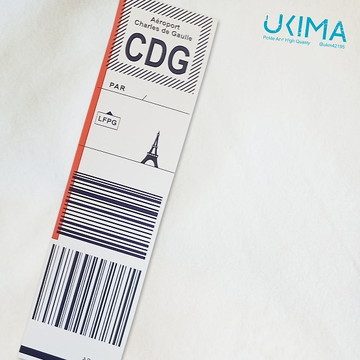 Aéroport
Charles de Gaulle
CDG
PAR /
LFPG
UKIMA